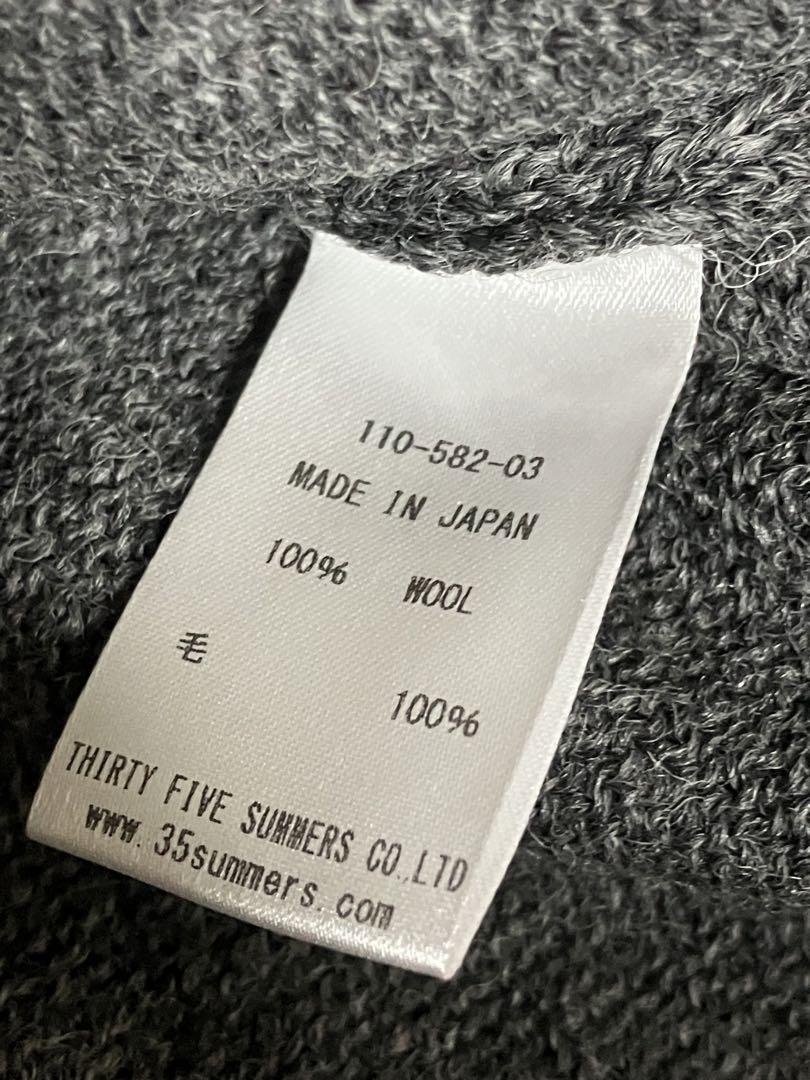 110-582-03
MADE IN JAPAN
100% WOOL
毛
100%
THIRTY FIVE SUMMERS CO.,LTD
www.35summers.com